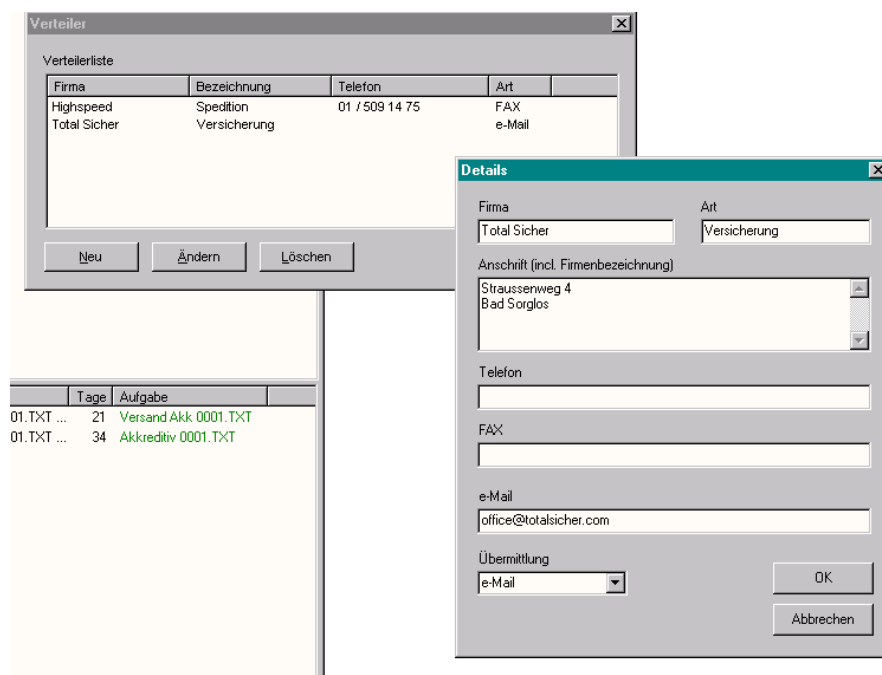 Verteiler
Verteilerliste
Firma Bezeichnung Telefon Art
Highspeed Spedition 01 / 509 14 75 FAX
Total Sicher Versicherung e-Mail
Neu Ändern Löschen
Tage Aufgabe
01.TXT ... 21 Versand Akk 0001.TXT
01.TXT ... 34 Akkreditiv 0001.TXT
Details
Firma Art
Total Sicher Versicherung
Anschrift (incl. Firmenbezeichnung)
Straussenweg 4
Bad Sorglos
Telefon
FAX
e-Mail
office@totalsicher.com
Übermittlung
e-Mail
OK
Abbrechen